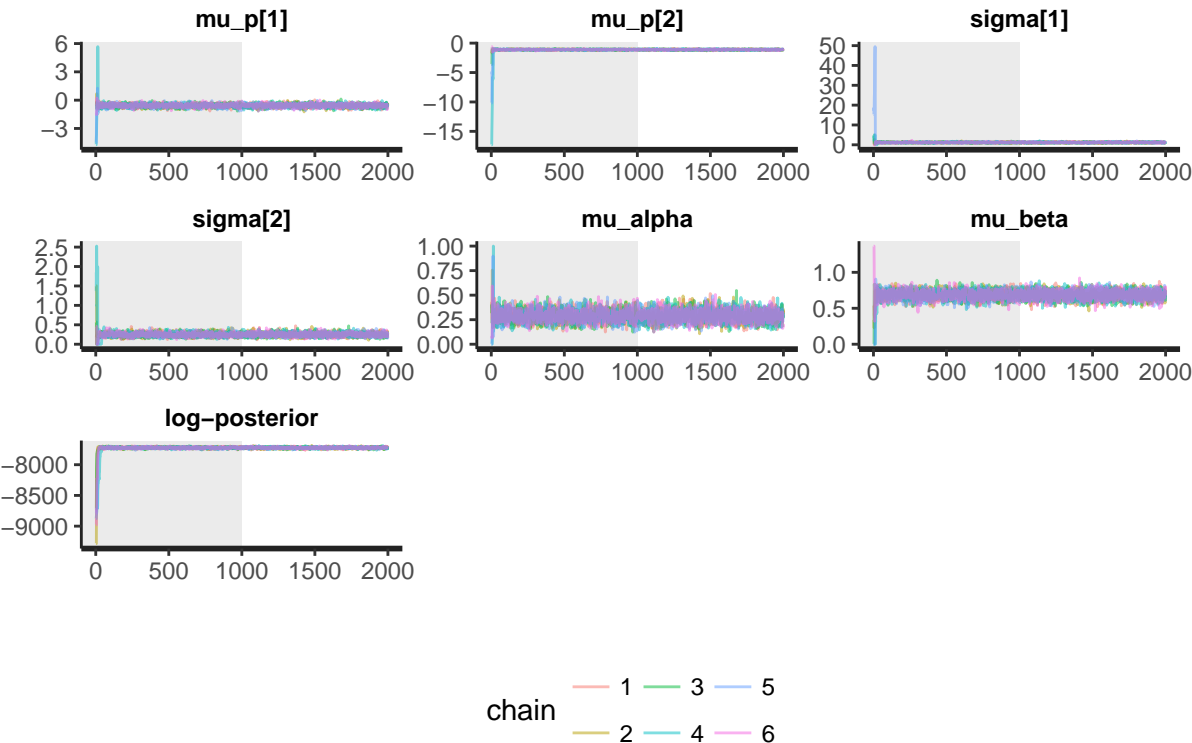 mu_p[1] mu_p[2] sigma[1]
6 0 50
3 −5 40
0 −10 30
−3 −15 20
10
0
0 500 1000 1500 2000 0 500 1000 1500 2000 0 500 1000 1500 2000
sigma[2] mu_alpha mu_beta
2.5 1.00 1.0
2.0 0.75 0.5
1.5 0.50 0.0
1.0 0.25
0.5 0.00
0.0
0 500 1000 1500 2000 0 500 1000 1500 2000 0 500 1000 1500 2000
log−posterior
−8000
−8500
−9000
0 500 1000 1500 2000
chain
1 3 5
2 4 6